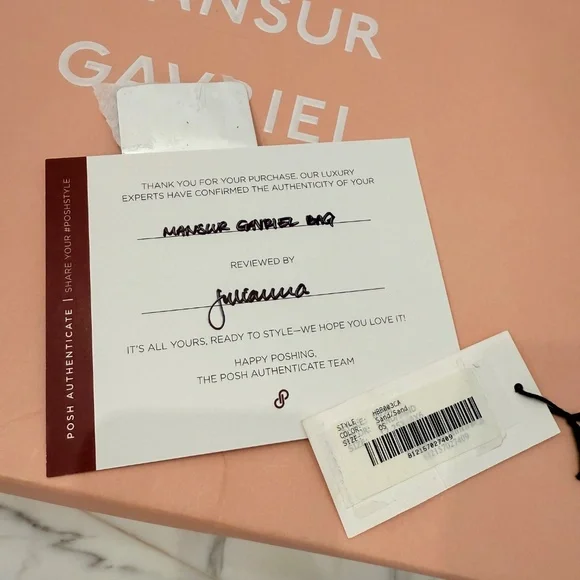 MANSUR
GAVRIEL
THANK YOU FOR YOUR PURCHASE. OUR LUXURY
EXPERTS HAVE CONFIRMED THE AUTHENTICITY OF YOUR
MANSUR GAVRIEL BAG
REVIEWED BY
Julianna
IT'S ALL YOURS, READY TO STYLE—WE HOPE YOU LOVE IT!
HAPPY POSHING,
THE POSH AUTHENTICATE TEAM
POSH AUTHENTICATE | SHARE YOUR #POSHSTYLE
STYLE: HRB003CA
COLOR: Sand/Sand
SIZE: OS
812157027409